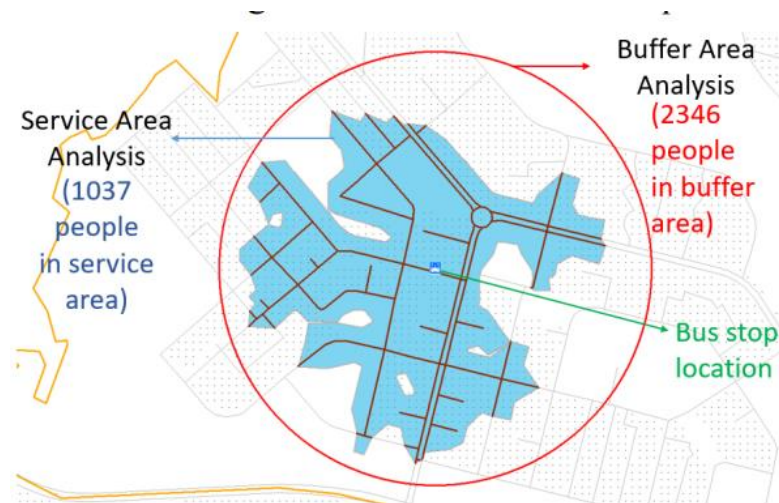 Service Area
Analysis
(1037
people
in service
area)
Buffer Area
Analysis
(2346
people
in buffer
area)
Bus stop
location